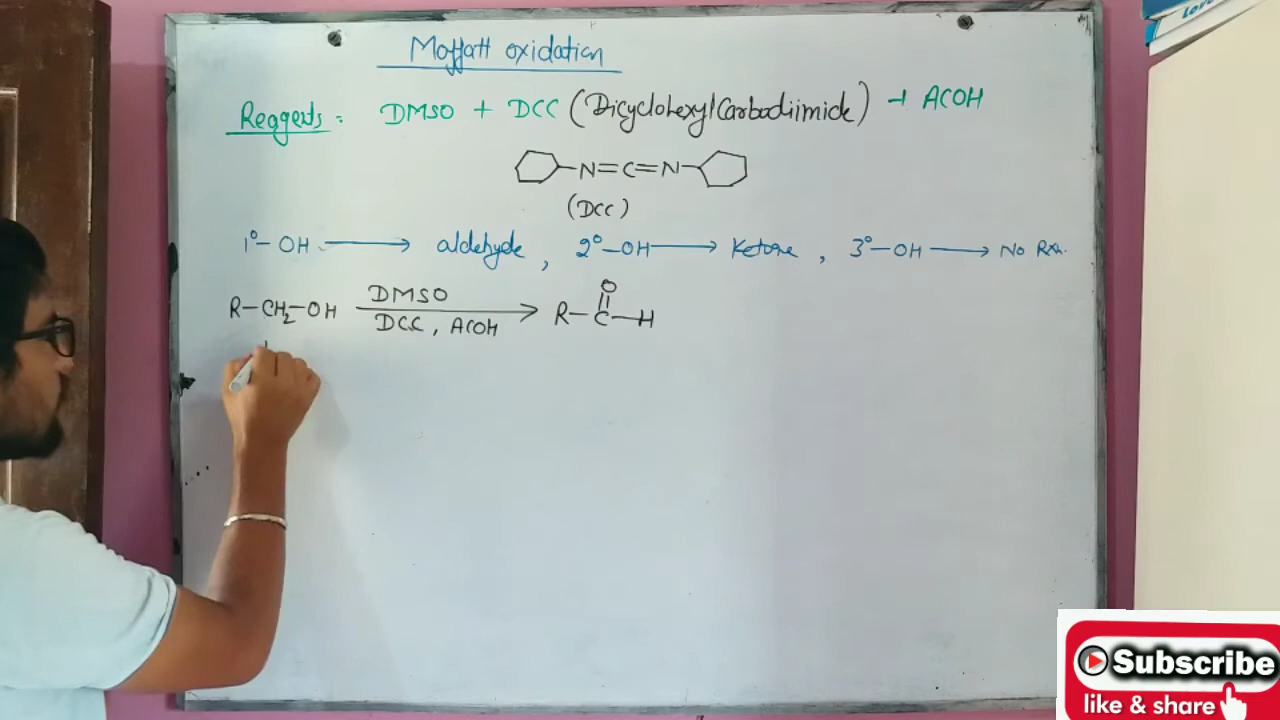 Moffatt oxidation
Reagents: DMSO + DCC (Dicyclohexyl Carbodiimide) + ACOH
N=C=N
(DCC)
1°-OH → aldehyde, 2°-OH → Ketone, 3°-OH → No Rxn.
R-CH₂-OH DMSO DCC, ACOH → R-C-H
O
Subscribe
like & share